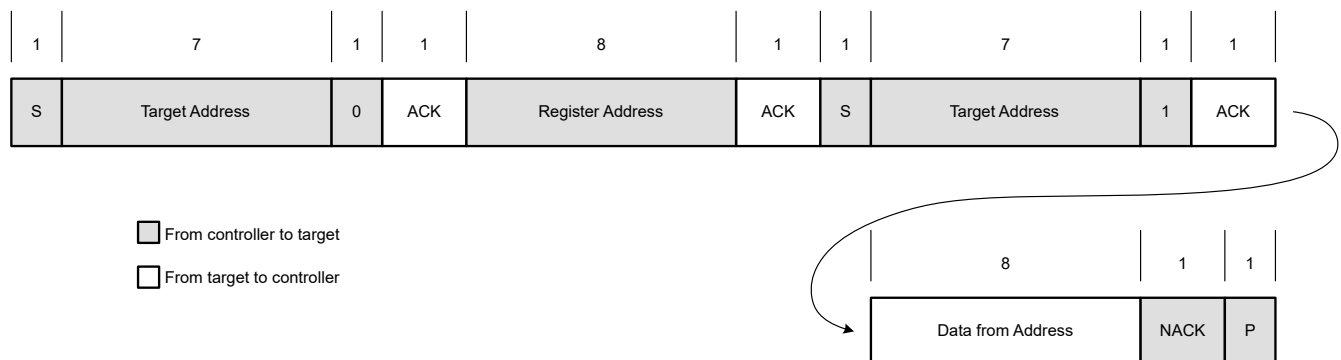 1 7 1 1 8 1 1 7 1 1
S Target Address 0 ACK Register Address ACK S Target Address 1 ACK
From controller to target
From target to controller
8 1 1
Data from Address NACK P